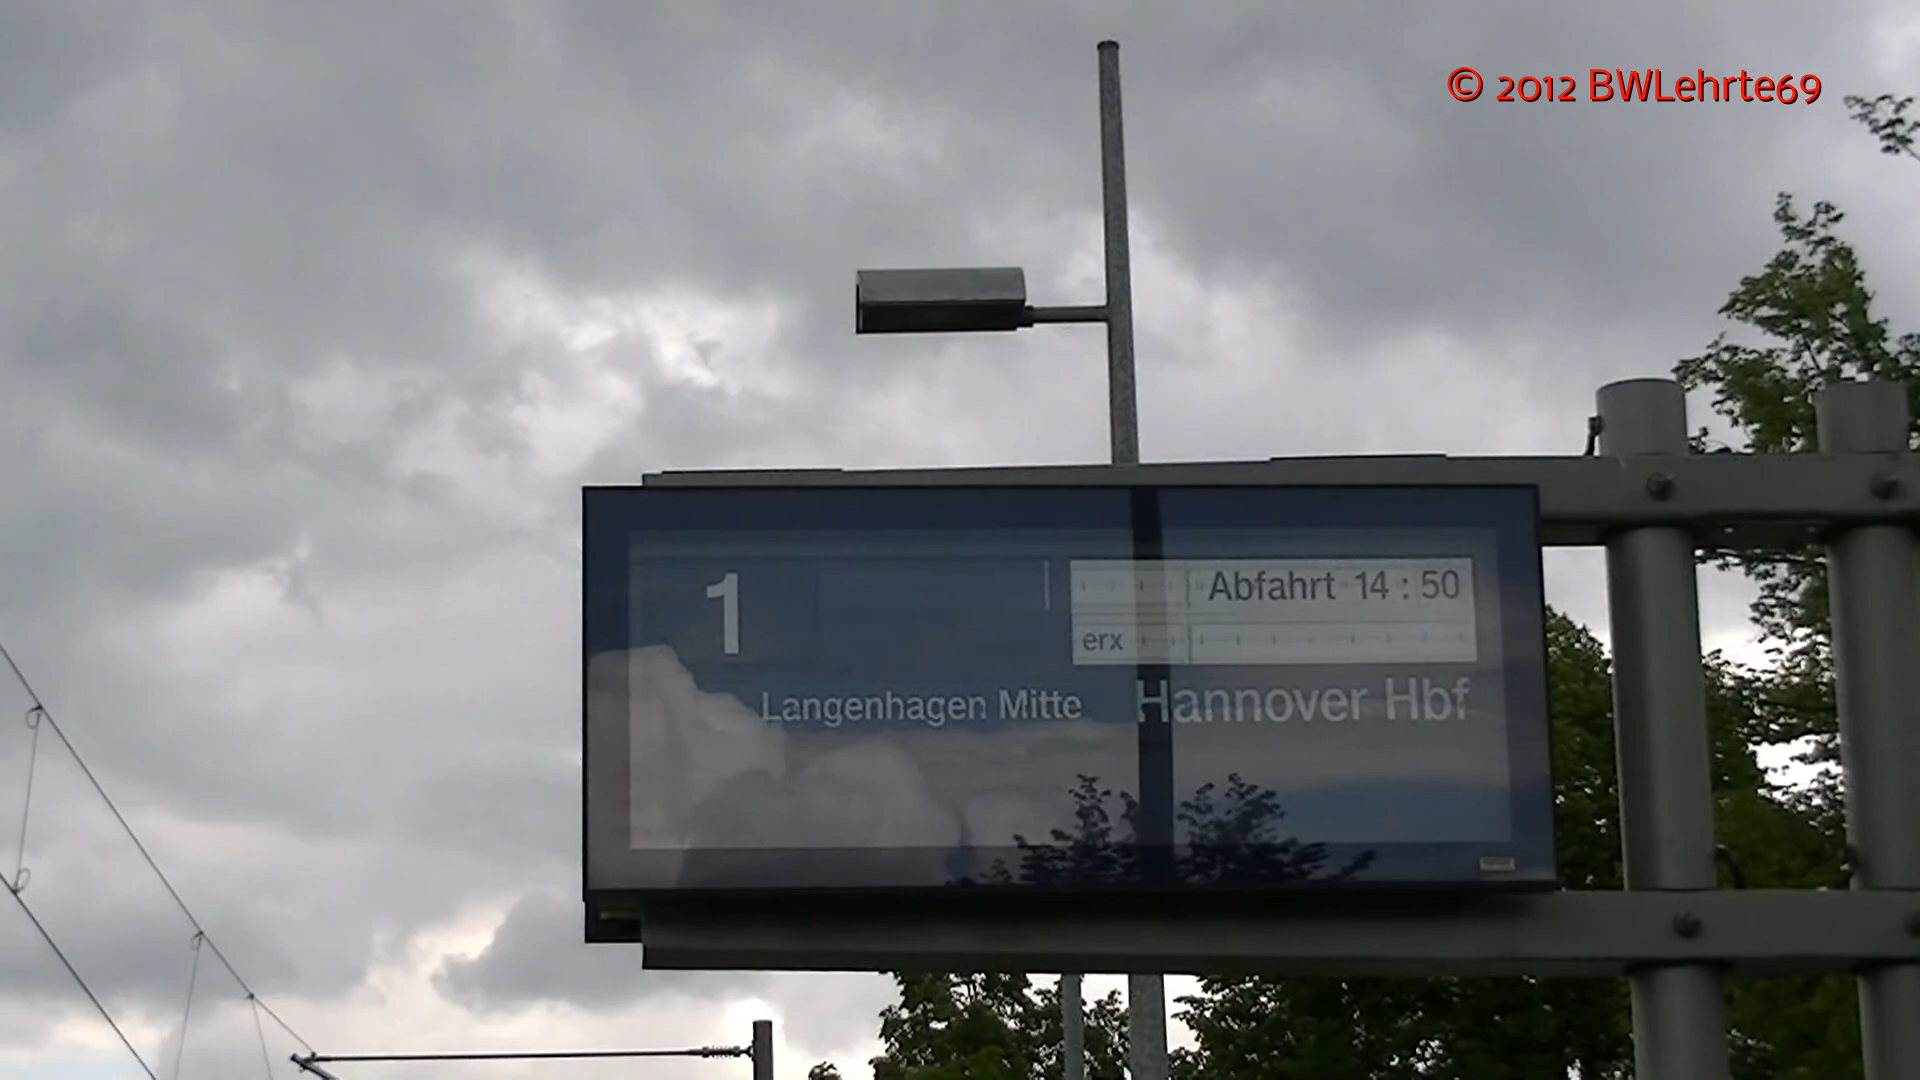 © 2012 BWLehrte69
1
Abfahrt 14 : 50
erx
Langenhagen Mitte Hannover Hbf